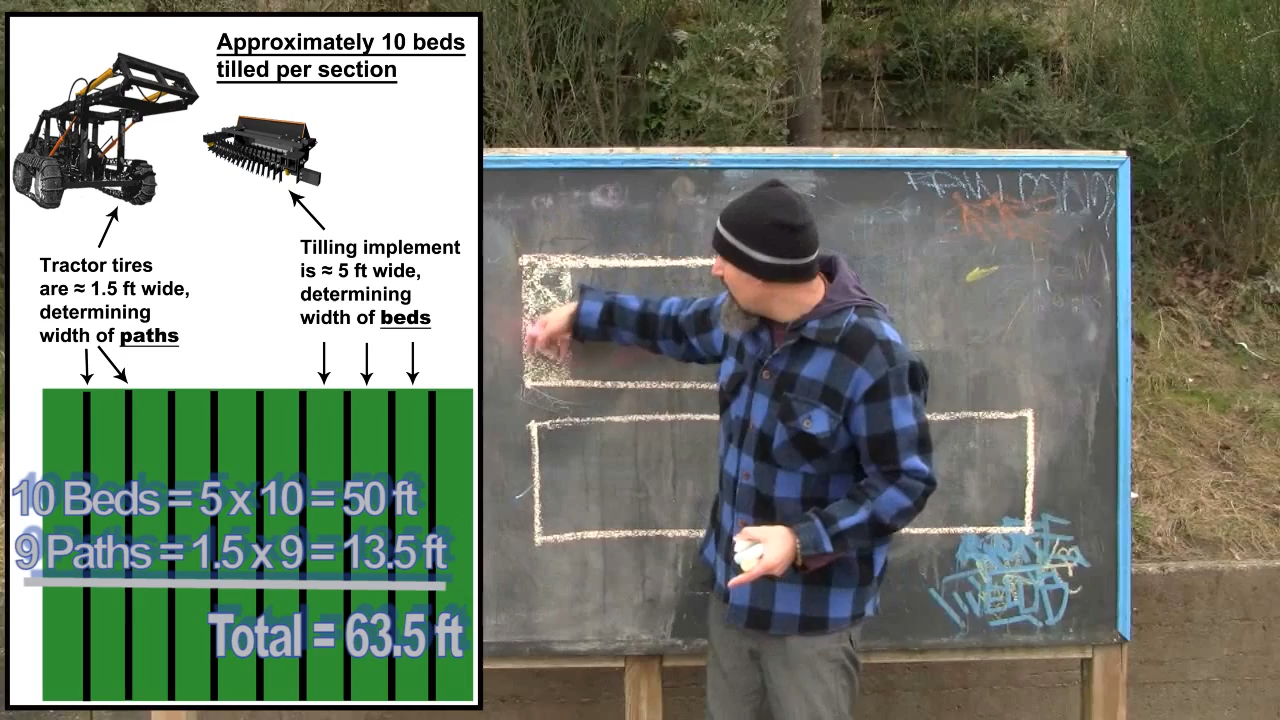 Approximately 10 beds
tilled per section
Tractor tires
are ≈ 1.5 ft wide,
determining
width of paths
Tilling implement
is ≈ 5 ft wide,
determining
width of beds
10 Beds = 5 x 10 = 50 ft
9 Paths = 1.5 x 9 = 13.5 ft
Total = 63.5 ft